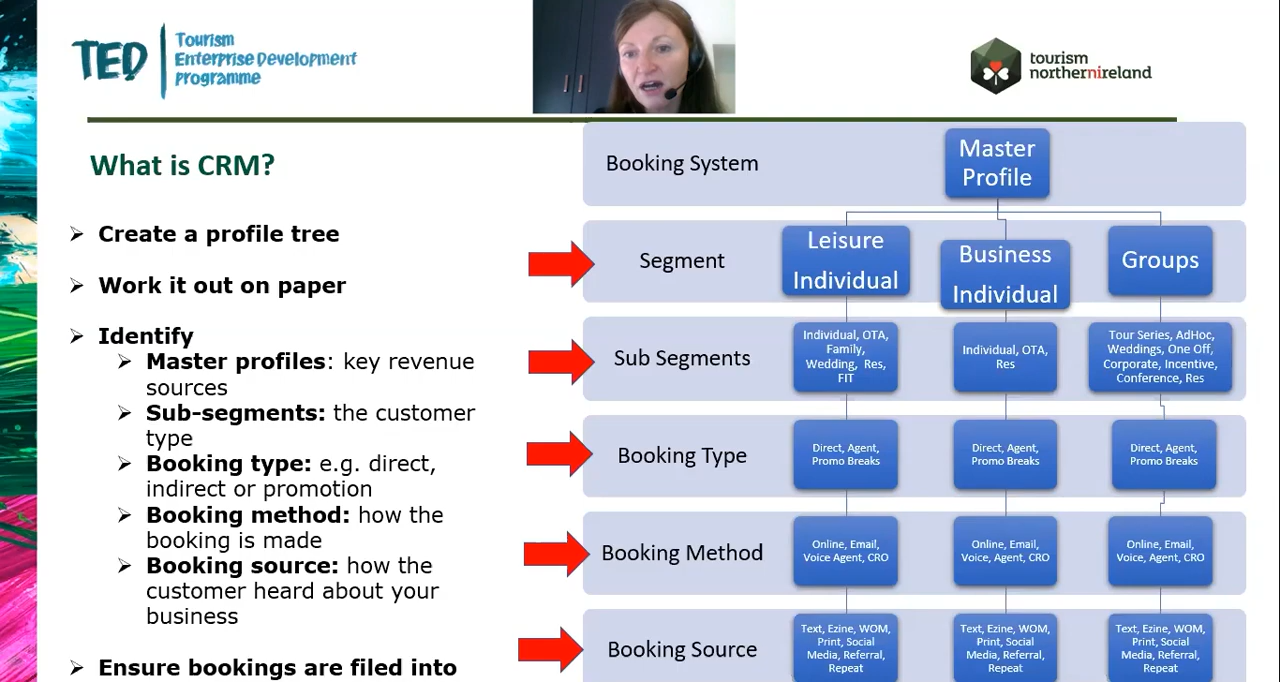 TED
Tourism
Enterprise Development
Programme
tourism
northernireland
What is CRM?
Create a profile tree
Work it out on paper
Identify
Master profiles: key revenue
sources
Sub-segments: the customer
type
Booking type: e.g. direct,
indirect or promotion
Booking method: how the
booking is made
Booking source: how the
customer heard about your
business
Ensure bookings are filed into
Booking System
Master
Profile
Segment
Leisure
Individual
Business
Individual
Groups
Sub Segments
Individual, OTA,
Family,
Wedding, Res,
FIT
Individual, OTA,
Res
Tour Series, AdHoc,
Weddings, One Off,
Corporate, Incentive,
Conference, Res
Booking Type
Direct, Agent,
Promo Breaks
Direct, Agent,
Promo Breaks
Direct, Agent,
Promo Breaks
Booking Method
Online, Email,
Voice Agent, CRO
Online, Email,
Voice, Agent, CRO
Online, Email,
Voice, Agent, CRO
Booking Source
Text, Ezine, WOM,
Print, Social
Media, Referral,
Repeat
Text, Ezine, WOM,
Print, Social
Media, Referral,
Repeat
Text, Ezine, WOM,
Print, Social
Media, Referral,
Repeat